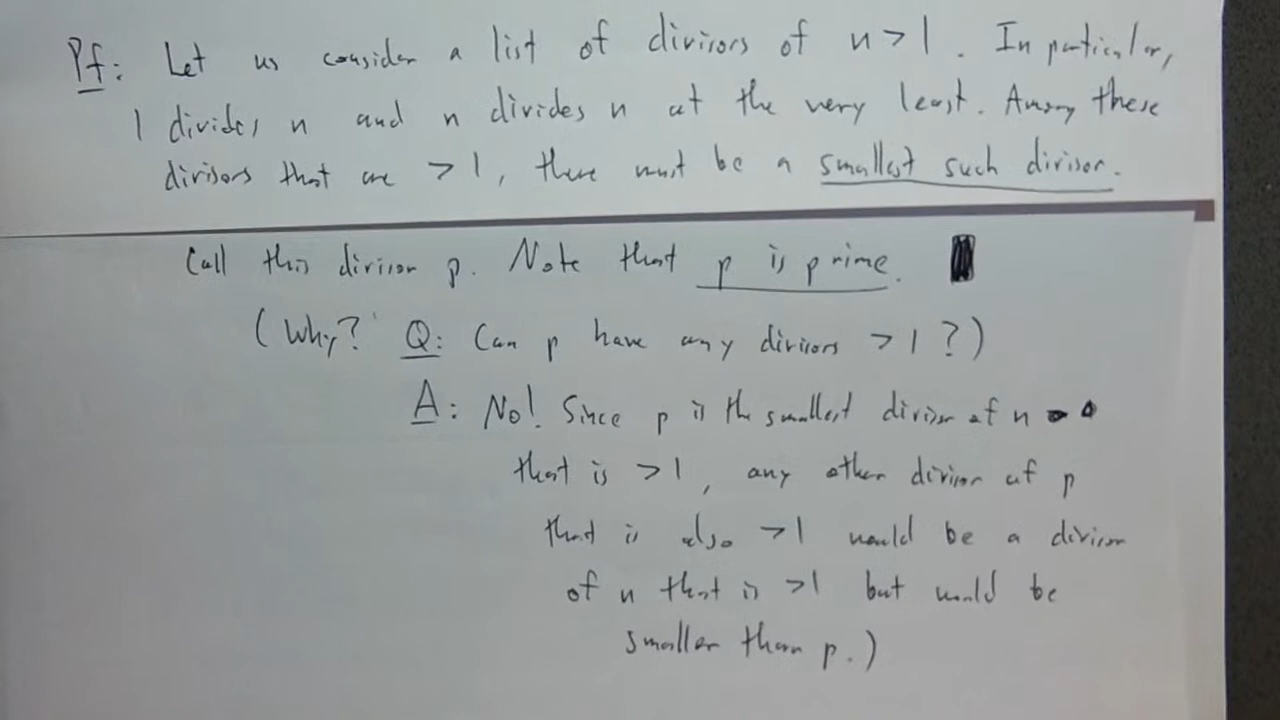 Pf: Let us consider a list of divisors of n > 1. In particular,
1 divides n and n divides n at the very least. Among these
divisors that are > 1, there must be a smallest such divisor.
Call this divisor p. Note that p is prime.
(Why? Q: Can p have any divisors > 1?)
A: No! Since p is the smallest divisor of n
that is > 1, any other divisor of p
that is also > 1 would be a divisor
of n that is > 1 but would be
smaller than p.)